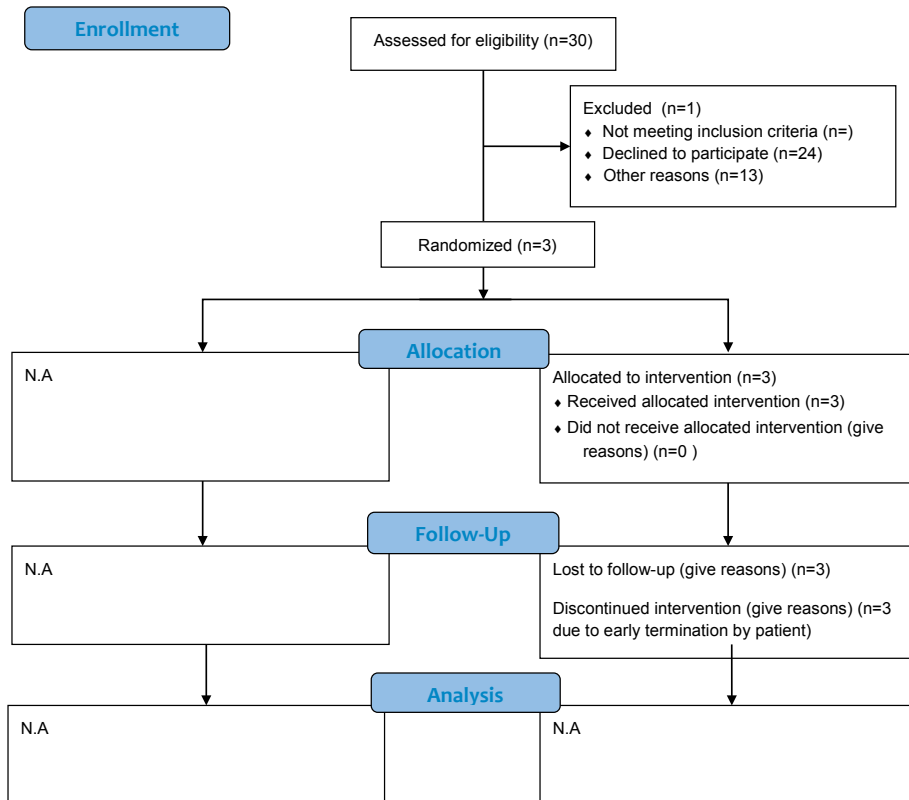 Enrollment
Assessed for eligibility (n=30)
Excluded (n=1)
♦ Not meeting inclusion criteria (n=)
♦ Declined to participate (n=24)
♦ Other reasons (n=13)
Randomized (n=3)
Allocation
N.A
Allocated to intervention (n=3)
♦ Received allocated intervention (n=3)
♦ Did not receive allocated intervention (give
reasons) (n=0 )
Follow-Up
N.A
Lost to follow-up (give reasons) (n=3)
Discontinued intervention (give reasons) (n=3
due to early termination by patient)
Analysis
N.A
N.A